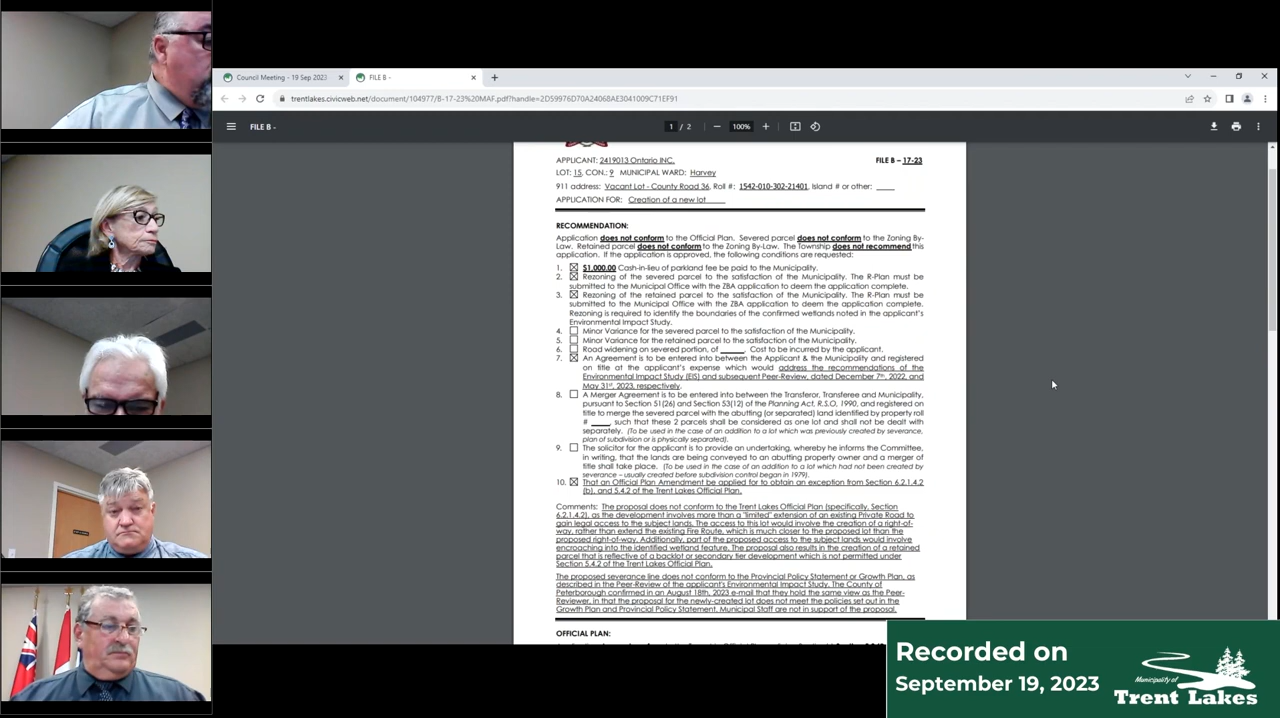 Council Meeting - 19 Sep 2023
FILE B -
trentlakes.civicweb.net/document/104977/B-17-23%20MAF.pdf?handle=2D59976D70A24068AE3041009C71EF91
FILE B -
1 / 2
100%
APPLICANT: 2419013 Ontario INC.
FILE B – 17-23
LOT: 15, CON.: 9 MUNICIPAL WARD: Harvey
911 address: Vacant Lot - County Road 36, Roll #: 1542-010-302-21401, Island # or other: ____
APPLICATION FOR: Creation of a new lot
RECOMMENDATION:
Application does not conform to the Official Plan. Severed parcel does not conform to the Zoning By-
Law. Retained parcel does not conform to the Zoning By-Law. The Township does not recommend this
application. If the application is approved, the following conditions are requested:
1. ☒ $1,000.00 Cash-in-lieu of parkland fee be paid to the Municipality.
2. ☒ Rezoning of the severed parcel to the satisfaction of the Municipality. The R-Plan must be
submitted to the Municipal Office with the ZBA application to deem the application complete.
3. ☒ Rezoning of the retained parcel to the satisfaction of the Municipality. The R-Plan must be
submitted to the Municipal Office with the ZBA application to deem the application complete.
Rezoning is required to identify the boundaries of the confirmed wetlands noted in the applicant's
Environmental Impact Study.
4. ☐ Minor Variance for the severed parcel to the satisfaction of the Municipality.
5. ☐ Minor Variance for the retained parcel to the satisfaction of the Municipality.
6. ☐ Road widening on severed portion, of _____. Cost to be incurred by the applicant.
7. ☒ An Agreement is to be entered into between the Applicant & the Municipality and registered
on title at the applicant's expense which would address the recommendations of the
Environmental Impact Study (EIS) and subsequent Peer-Review, dated December 7th, 2022, and
May 31st, 2023, respectively.
8. ☐ A Merger Agreement is to be entered into between the Transferor, Transferee and Municipality,
pursuant to Section 51(26) and Section 53(12) of the Planning Act, R.S.O, 1990, and registered on
title to merge the severed parcel with the abutting (or separated) land identified by property roll
# ____, such that these 2 parcels shall be considered as one lot and shall not be dealt with
separately. (To be used in the case of an addition to a lot which was previously created by severance,
plan of subdivision or is physically separated).
9. ☐ The solicitor for the applicant is to provide an undertaking, whereby he informs the Committee,
in writing, that the lands are being conveyed to an abutting property owner and a merger of
title shall take place. (To be used in the case of an addition to a lot which had not been created by
severance – usually created before subdivision control began in 1979).
10. ☒ That an Official Plan Amendment be applied for to obtain an exception from Section 6.2.1.4.2
(b), and 5.4.2 of the Trent Lakes Official Plan.
Comments: The proposal does not conform to the Trent Lakes Official Plan (specifically, Section
6.2.1.4.2), as the development involves more than a "limited" extension of an existing Private Road to
gain legal access to the subject lands. The access to this lot would involve the creation of a right-of-
way, rather than extend the existing Fire Route, which is much closer to the proposed lot than the
proposed right-of-way. Additionally, part of the proposed access to the subject lands would involve
encroaching into the identified wetland feature. The proposal also results in the creation of a retained
parcel that is reflective of a backlot or secondary tier development which is not permitted under
Section 5.4.2 of the Trent Lakes Official Plan.
The proposed severance line does not conform to the Provincial Policy Statement or Growth Plan, as
described in the Peer-Review of the applicant's Environmental Impact Study. The County of
Peterborough confirmed in an August 18th, 2023 e-mail that they hold the same view as the Peer-
Reviewer, in that the proposal for the newly-created lot does not meet the policies set out in the
Growth Plan and Provincial Policy Statement. Municipal Staff are not in support of the proposal.
OFFICIAL PLAN:
Recorded on
September 19, 2023
Municipality of
Trent Lakes